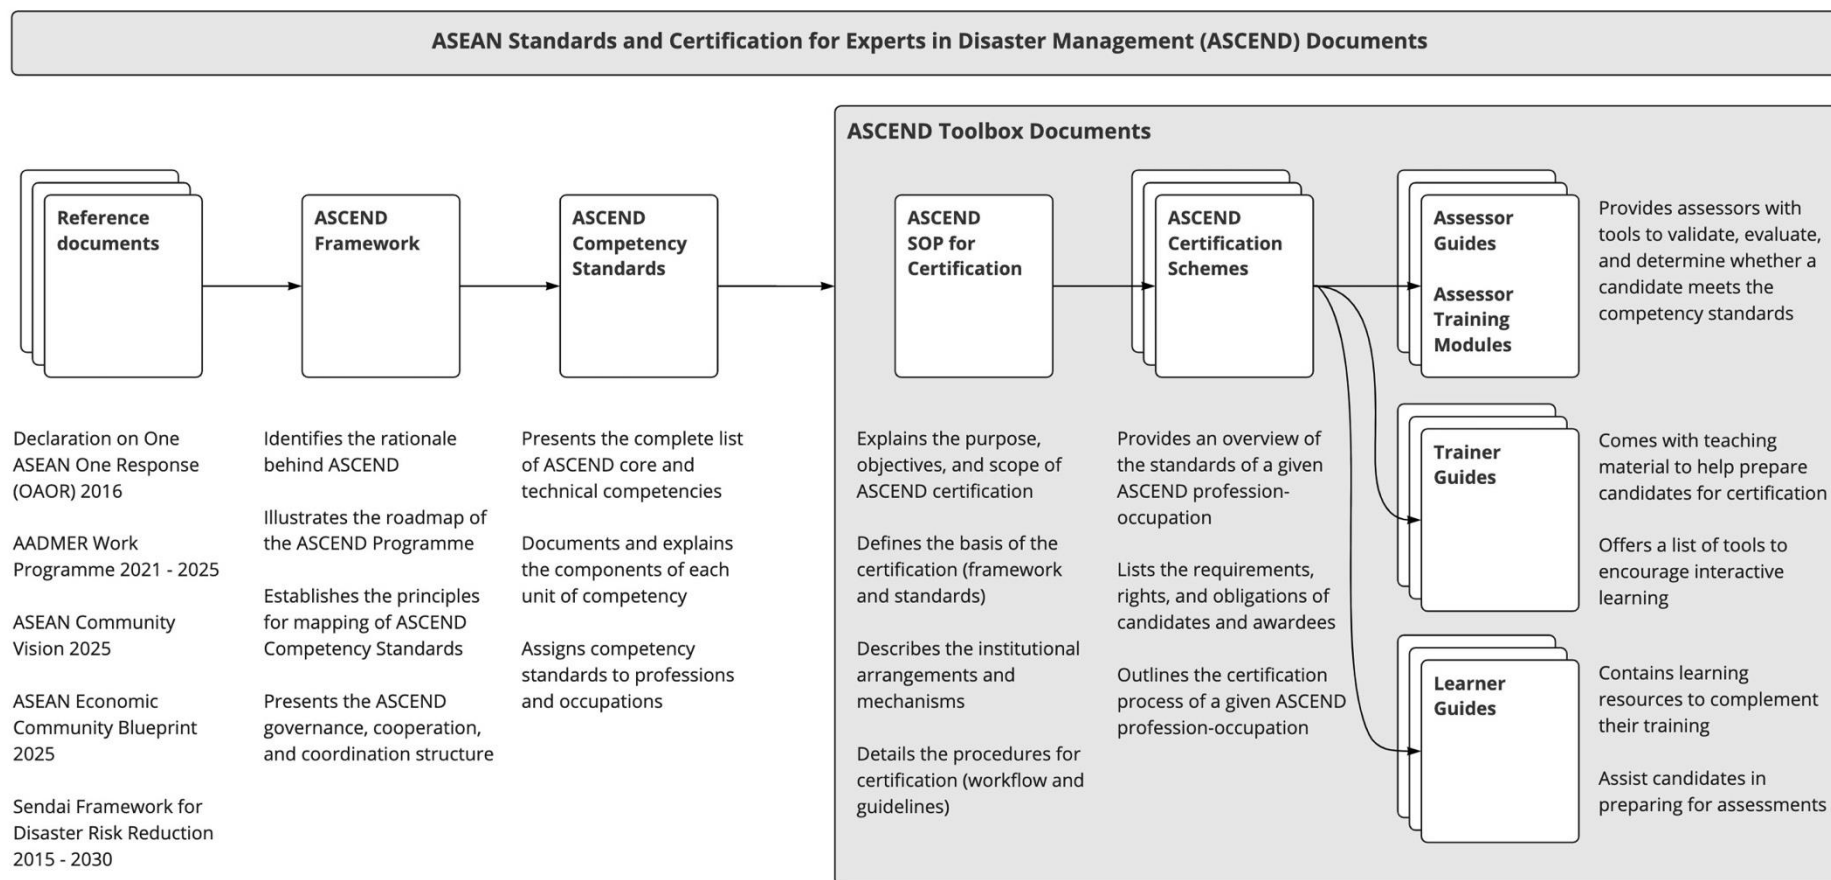 ASEAN Standards and Certification for Experts in Disaster Management (ASCEND) Documents
ASCEND Toolbox Documents
Reference
documents
ASCEND
Framework
ASCEND
Competency
Standards
ASCEND
SOP for
Certification
ASCEND
Certification
Schemes
Assessor
Guides
Assessor
Training
Modules
Provides assessors with
tools to validate, evaluate,
and determine whether a
candidate meets the
competency standards
Declaration on One
ASEAN One Response
(OAOR) 2016
AADMER Work
Programme 2021 - 2025
ASEAN Community
Vision 2025
ASEAN Economic
Community Blueprint
2025
Sendai Framework for
Disaster Risk Reduction
2015 - 2030
Identifies the rationale
behind ASCEND
Illustrates the roadmap of
the ASCEND Programme
Establishes the principles
for mapping of ASCEND
Competency Standards
Presents the ASCEND
governance, cooperation,
and coordination structure
Presents the complete list
of ASCEND core and
technical competencies
Documents and explains
the components of each
unit of competency
Assigns competency
standards to professions
and occupations
Explains the purpose,
objectives, and scope of
ASCEND certification
Defines the basis of the
certification (framework
and standards)
Describes the institutional
arrangements and
mechanisms
Details the procedures for
certification (workflow and
guidelines)
Provides an overview of
the standards of a given
ASCEND profession-
occupation
Lists the requirements,
rights, and obligations of
candidates and awardees
Outlines the certification
process of a given ASCEND
profession-occupation
Trainer
Guides
Comes with teaching
material to help prepare
candidates for certification
Offers a list of tools to
encourage interactive
learning
Learner
Guides
Contains learning
resources to complement
their training
Assist candidates in
preparing for assessments